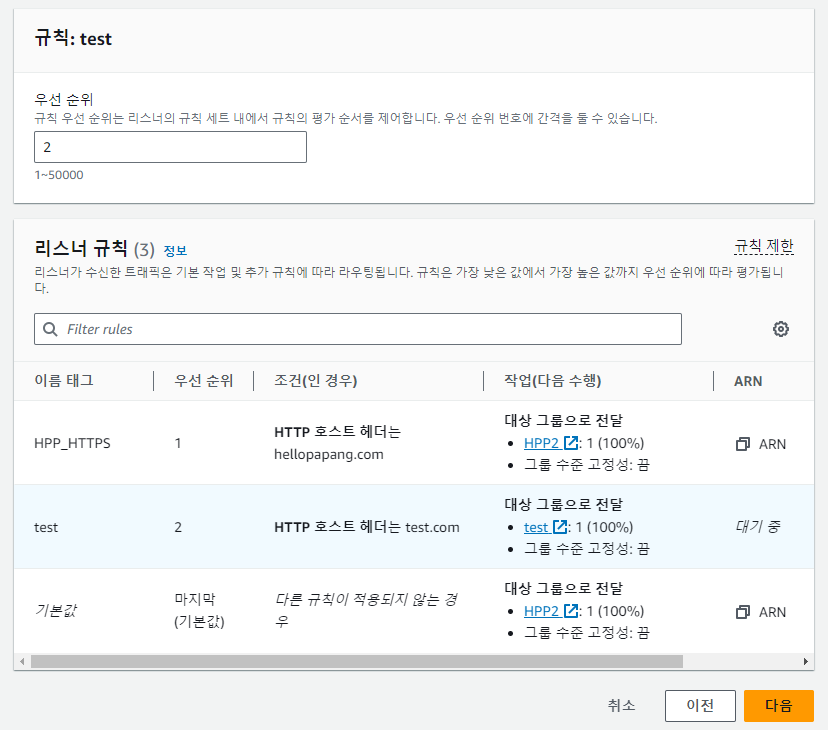 규칙: test
우선 순위
규칙 우선 순위는 리스너의 규칙 세트 내에서 규칙의 평가 순서를 제어합니다. 우선 순위 번호에 간격을 둘 수 있습니다.
2
1~50000
리스너 규칙 (3) 정보
규칙 제한
리스너가 수신한 트래픽은 기본 작업 및 추가 규칙에 따라 라우팅됩니다. 규칙은 가장 낮은 값에서 가장 높은 값까지 우선 순위에 따라 평가됩니
다.
Filter rules
이름 태그 우선 순위 조건(인 경우) 작업(다음 수행) ARN
HPP_HTTPS
1
HTTP 호스트 헤더는
hellopapang.com
대상 그룹으로 전달
• HPP2: 1 (100%)
• 그룹 수준 고정성: 끔
ARN
test
2
HTTP 호스트 헤더는 test.com
대상 그룹으로 전달
• test: 1 (100%)
• 그룹 수준 고정성: 끔
대기 중
기본값
마지막
(기본값)
다른 규칙이 적용되지 않는 경
우
대상 그룹으로 전달
• HPP2: 1 (100%)
• 그룹 수준 고정성: 끔
ARN
취소 이전 다음